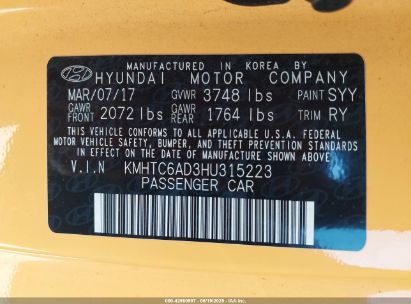 MANUFACTURED IN KOREA BY
HYUNDAI MOTOR COMPANY
MAR/07/17 GVWR 3748 lbs PAINT SYY
GAWR FRONT 2072 lbs GAWR REAR 1764 lbs TRIM RY
THIS VEHICLE CONFORMS TO ALL APPLICABLE U.S.A. FEDERAL
MOTOR VEHICLE SAFETY, BUMPER, AND THEFT PREVENTION STANDARDS
IN EFFECT ON THE DATE OF MANUFACTURE SHOWN ABOVE.
V.I.N KMHTC6AD3HU315223
PASSENGER CAR